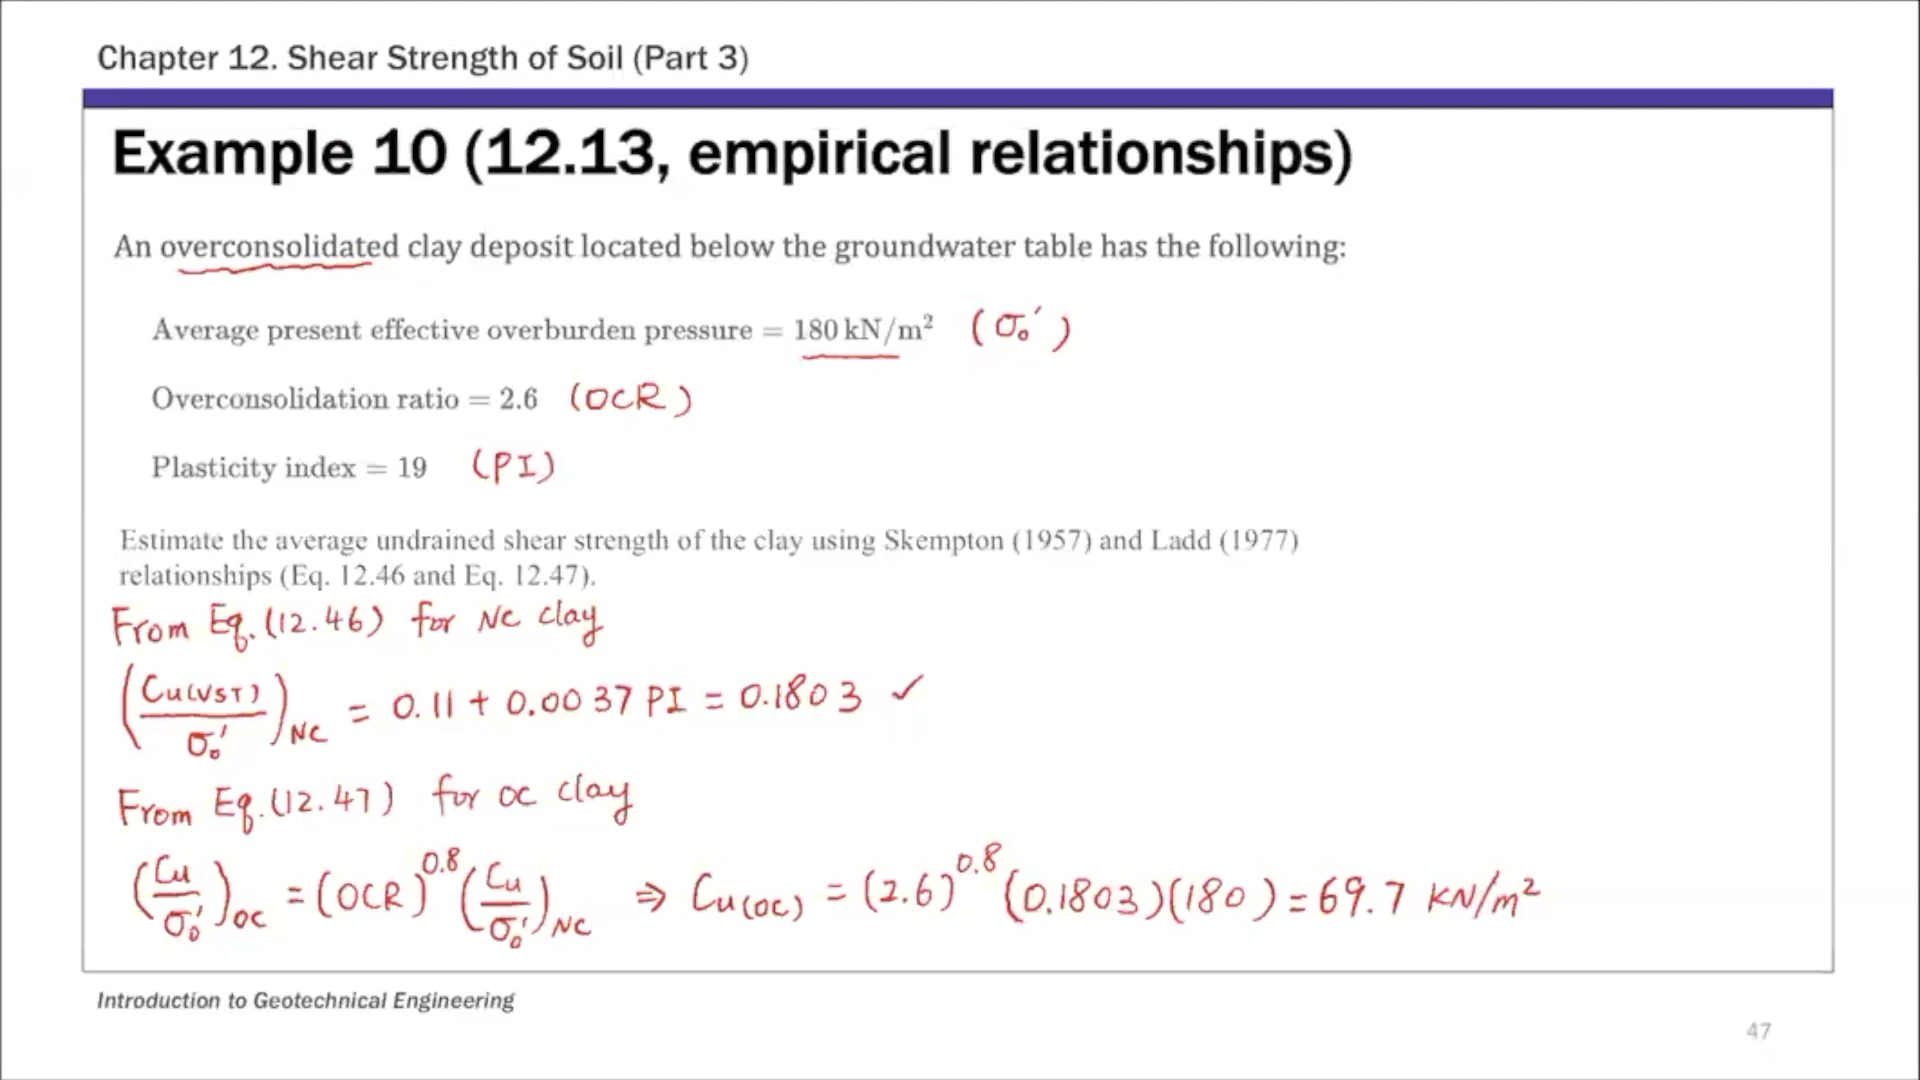 Chapter 12. Shear Strength of Soil (Part 3)
Example 10 (12.13, empirical relationships)
An overconsolidated clay deposit located below the groundwater table has the following:
Average present effective overburden pressure = 180 kN/m² (σ₀′)
Overconsolidation ratio = 2.6 (OCR)
Plasticity index = 19 (PI)
Estimate the average undrained shear strength of the clay using Skempton (1957) and Ladd (1977)
relationships (Eq. 12.46 and Eq. 12.47).
From Eq.(12.46) for NC clay
(Cu(VST)/σ₀′)NC = 0.11 + 0.0037 PI = 0.1803 ✓
From Eq.(12.47) for OC clay
(Cu/σ₀′)OC = (OCR)^0.8 (Cu/σ₀′)NC ⇒ Cu(OC) = (2.6)^0.8 (0.1803)(180) = 69.7 KN/m²
Introduction to Geotechnical Engineering
47